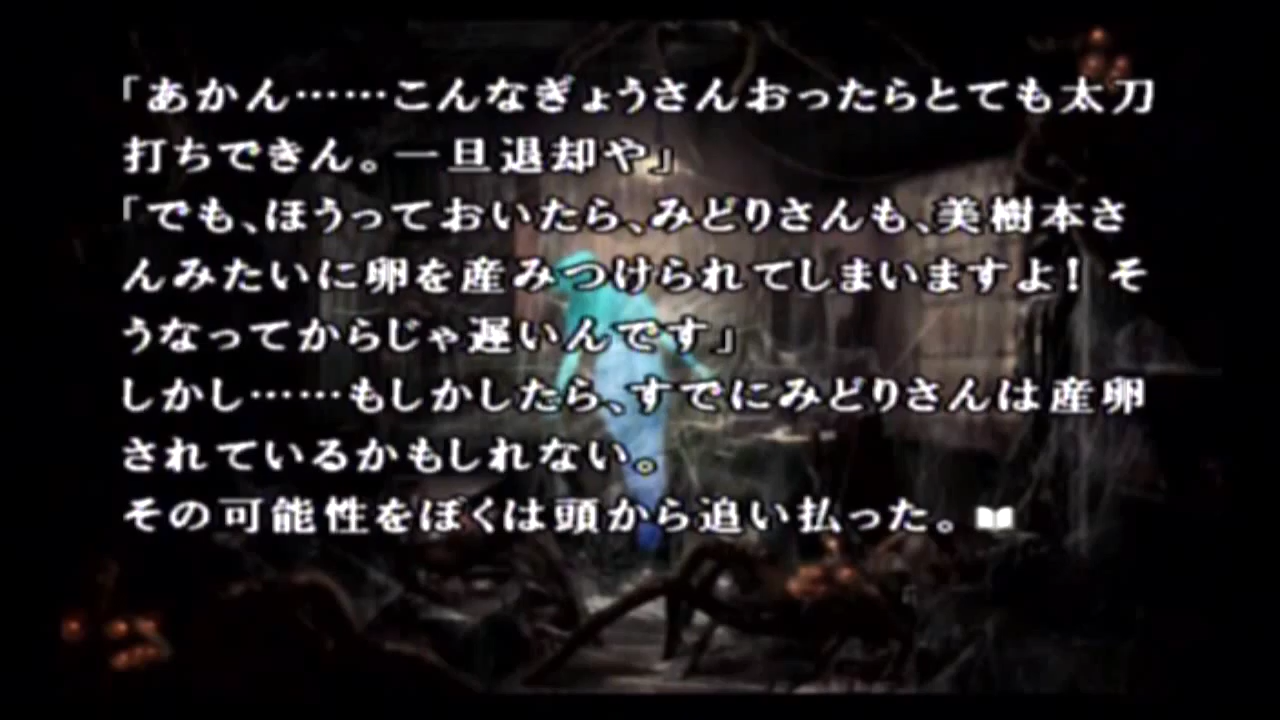 「あかん……こんなぎょうさんおったらとても太刀
打ちできん。一旦退却や」
「でも、ほうっておいたら、みどりさんも、美樹本さ
んみたいに卵を産みつけられてしまいますよ！ そ
うなってからじゃ遅いんです」
しかし……もしかしたら、すでにみどりさんは産卵
されているかもしれない。
その可能性をぼくは頭から追い払った。